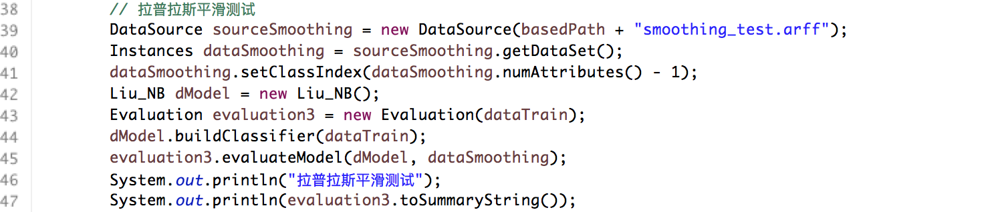 38 // 拉普拉斯平滑测试
39 DataSource sourceSmoothing = new DataSource(basedPath + "smoothing_test.arff");
40 Instances dataSmoothing = sourceSmoothing.getDataSet();
41 dataSmoothing.setClassIndex(dataSmoothing.numAttributes() - 1);
42 Liu_NB dModel = new Liu_NB();
43 Evaluation evaluation3 = new Evaluation(dataTrain);
44 dModel.buildClassifier(dataTrain);
45 evaluation3.evaluateModel(dModel, dataSmoothing);
46 System.out.println("拉普拉斯平滑测试");
47 System.out.println(evaluation3.toSummaryString());